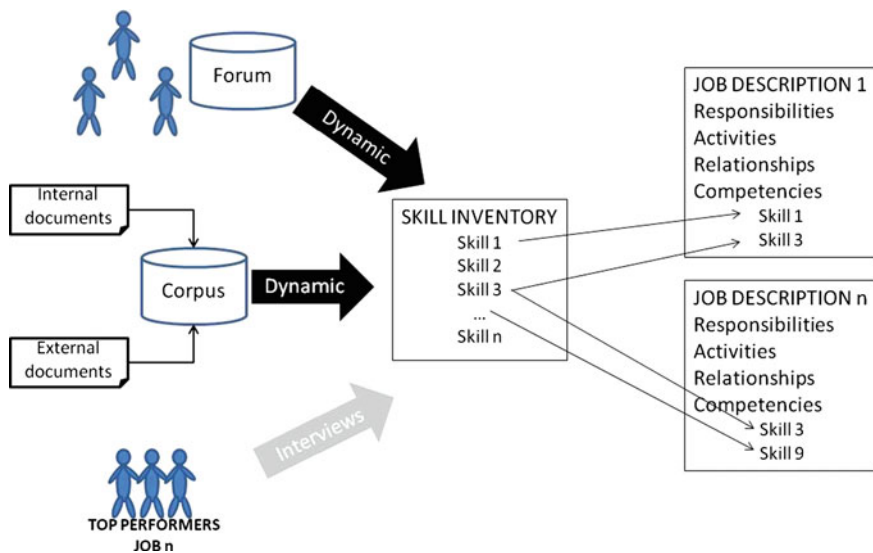 Forum
Dynamic
Internal
documents
Corpus
Dynamic
External
documents
Interviews
TOP PERFORMERS
JOB n
SKILL INVENTORY
Skill 1
Skill 2
Skill 3
...
Skill n
JOB DESCRIPTION 1
Responsibilities
Activities
Relationships
Competencies
Skill 1
Skill 3
JOB DESCRIPTION n
Responsibilities
Activities
Relationships
Competencies
Skill 3
Skill 9